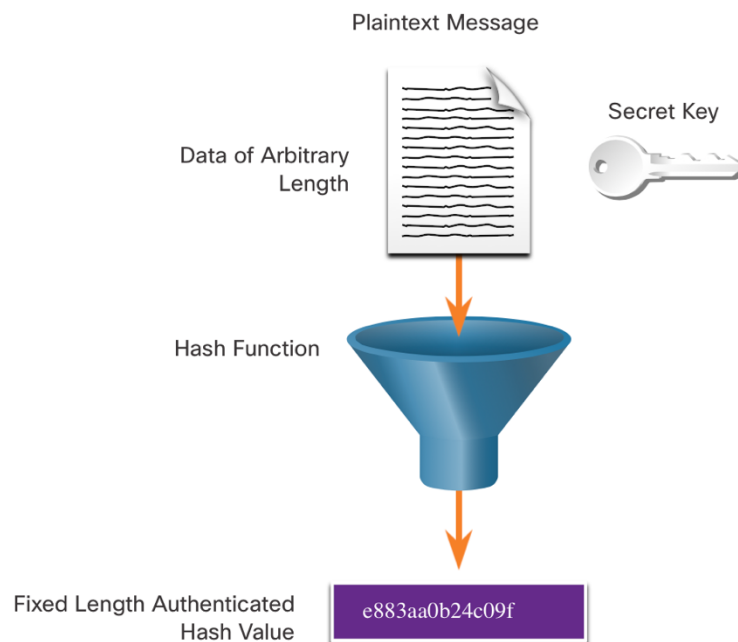 Plaintext Message
Secret Key
Data of Arbitrary
Length
Hash Function
Fixed Length Authenticated
Hash Value
e883aa0b24c09f